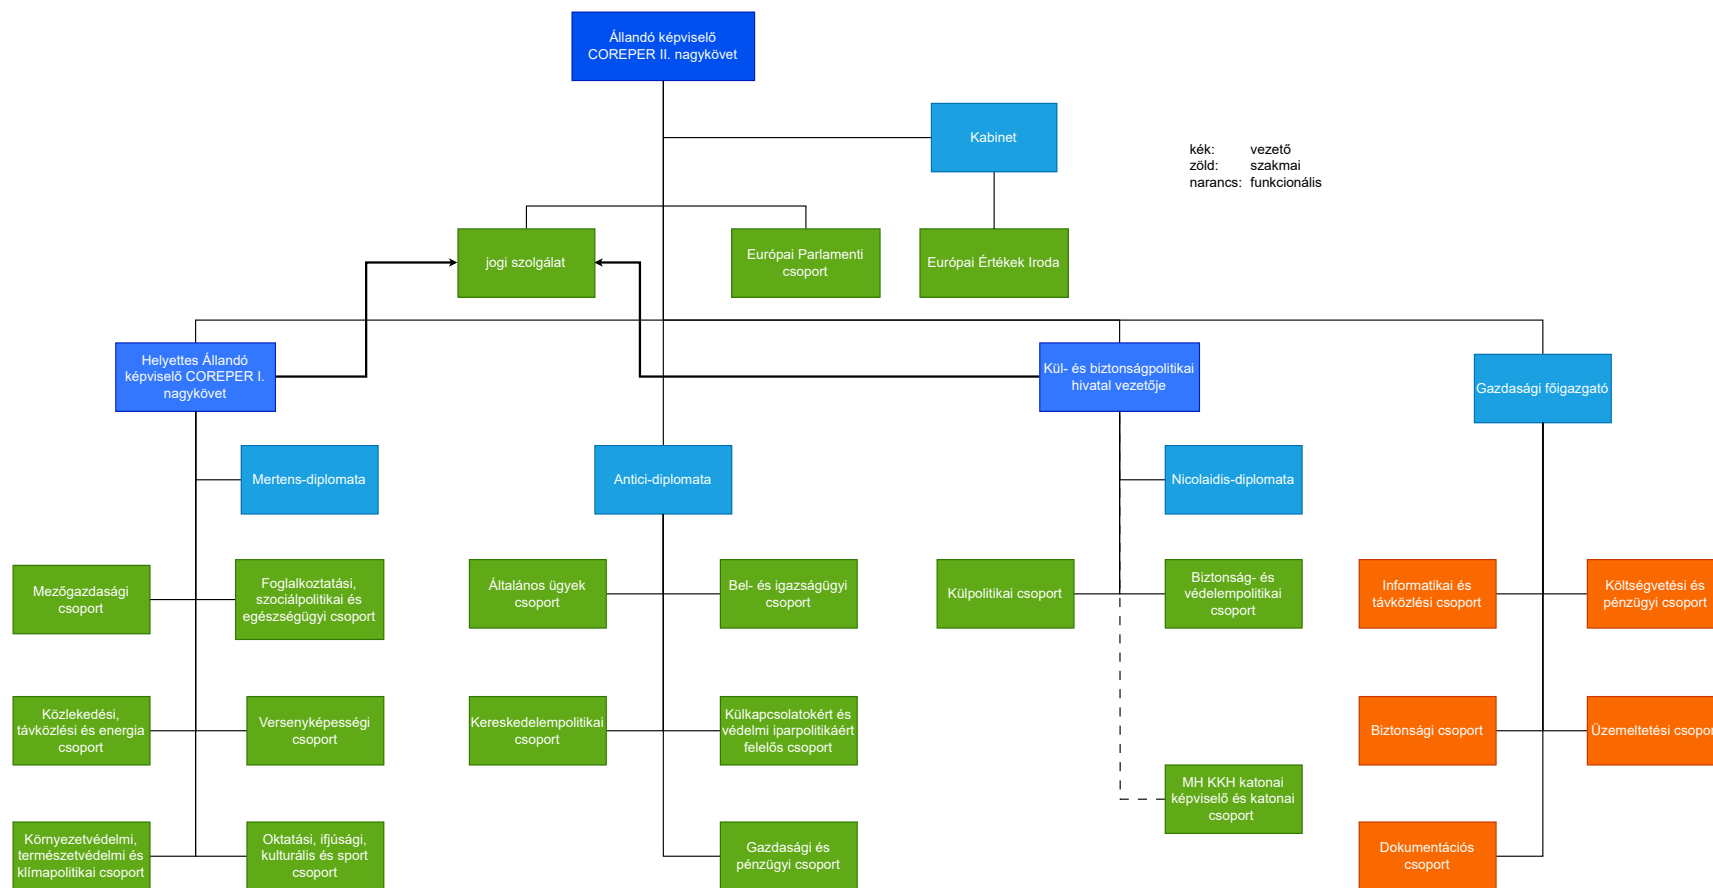 Állandó képviselő
COREPER II. nagykövet
Kabinet
kék: vezető
zöld: szakmai
narancs: funkcionális
jogi szolgálat
Európai Parlamenti
csoport
Európai Értékek Iroda
Helyettes Állandó
képviselő COREPER I.
nagykövet
Kül- és biztonságpolitikai
hivatal vezetője
Gazdasági főigazgató
Mertens-diplomata
Antici-diplomata
Nicolaidis-diplomata
Mezőgazdasági
csoport
Foglalkoztatási,
szociálpolitikai és
egészségügyi csoport
Általános ügyek
csoport
Bel- és igazságügyi
csoport
Külpolitikai csoport
Biztonság- és
védelempolitikai
csoport
Informatikai és
távközlési csoport
Költségvetési és
pénzügyi csoport
Közlekedési,
távközlési és energia
csoport
Versenyképességi
csoport
Kereskedelempolitikai
csoport
Külkapcsolatokért és
védelmi iparpolitikáért
felelős csoport
Biztonsági csoport
Üzemeltetési csoport
MH KKH katonai
képviselő és katonai
csoport
Környezetvédelmi,
természetvédelmi és
klímapolitikai csoport
Oktatási, ifjúsági,
kulturális és sport
csoport
Gazdasági és
pénzügyi csoport
Dokumentációs
csoport